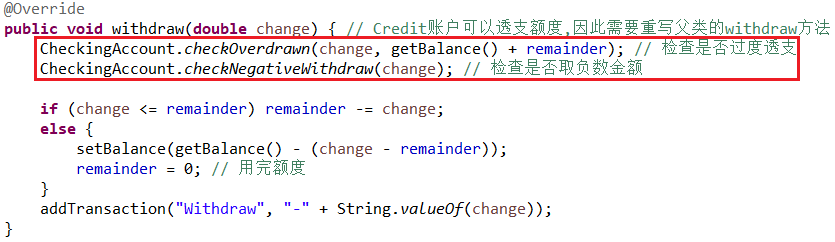 @Override
public void withdraw(double change) { // Credit账户可以透支额度,因此需要重写父类的withdraw方法
    CheckingAccount.checkOverdrawn(change, getBalance() + remainder); // 检查是否过度透支
    CheckingAccount.checkNegativeWithdraw(change); // 检查是否取负数金额
    if (change <= remainder) remainder -= change;
    else {
        setBalance(getBalance() - (change - remainder));
        remainder = 0; // 用完额度
    }
    addTransaction("Withdraw", "-" + String.valueOf(change));
}